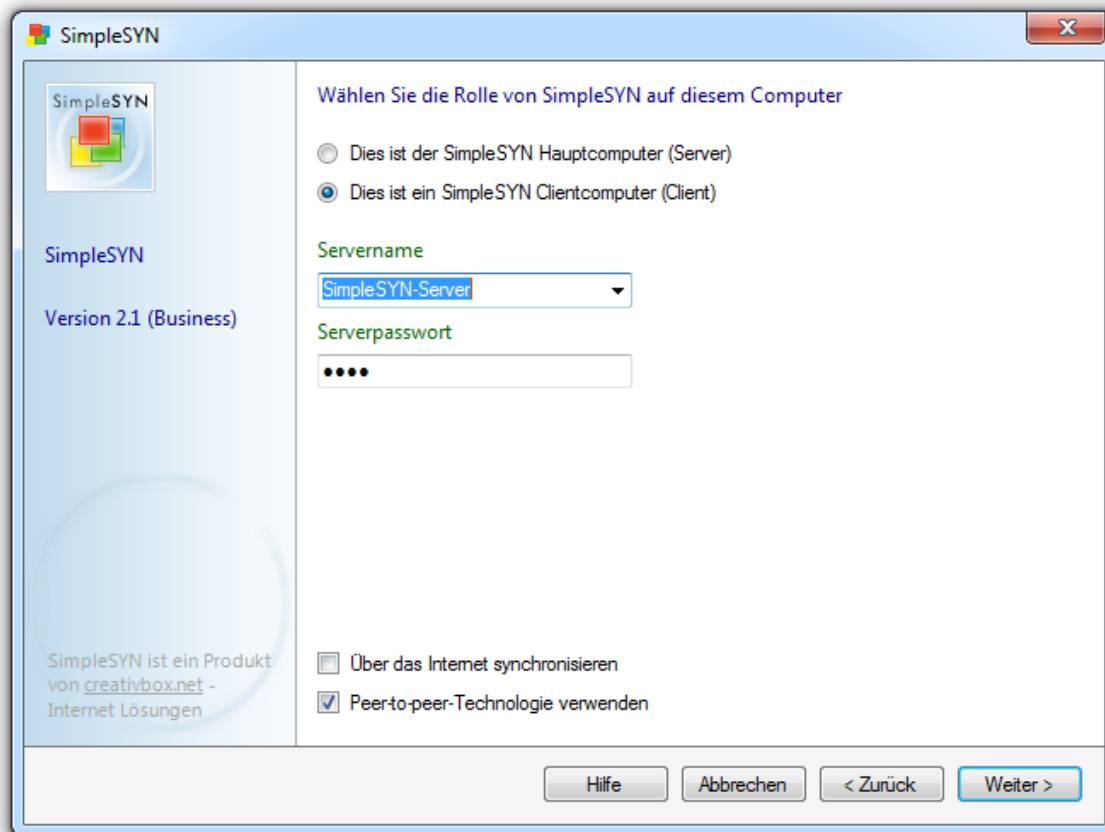 SimpleSYN
SimpleSYN
SimpleSYN
Version 2.1 (Business)
SimpleSYN ist ein Produkt
von creativbox.net -
Internet Lösungen
Wählen Sie die Rolle von SimpleSYN auf diesem Computer
Dies ist der SimpleSYN Hauptcomputer (Server)
Dies ist ein SimpleSYN Clientcomputer (Client)
Servername
SimpleSYN-Server
Serverpasswort
••••
Über das Internet synchronisieren
Peer-to-peer-Technologie verwenden
Hilfe
Abbrechen
< Zurück
Weiter >